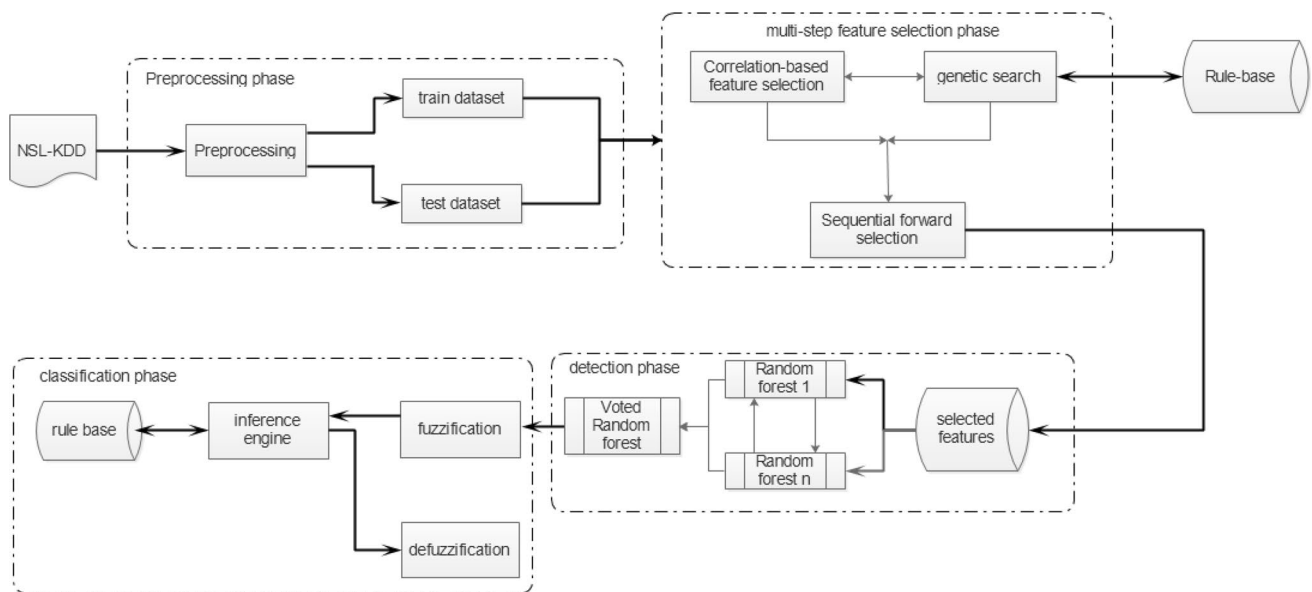 Preprocessing phase
NSL-KDD
Preprocessing
train dataset
test dataset
multi-step feature selection phase
Correlation-based
feature selection
genetic search
Rule-base
Sequential forward
selection
classification phase
rule base
inference
engine
fuzzification
defuzzification
detection phase
Voted
Random
forest
Random
forest 1
Random
forest n
selected
features